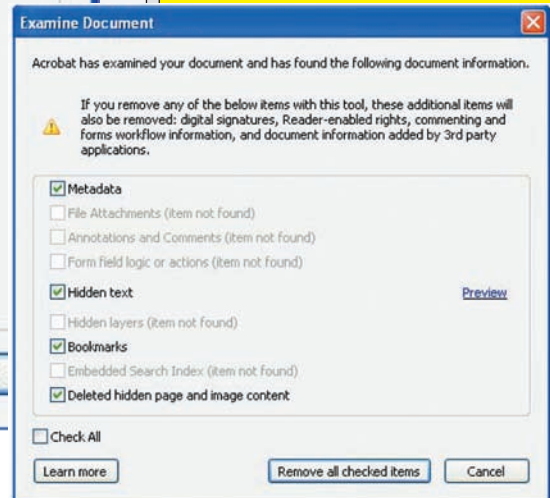 Examine Document
Acrobat has examined your document and has found the following document information.
If you remove any of the below items with this tool, these additional items will
also be removed: digital signatures, Reader-enabled rights, commenting and
forms workflow information, and document information added by 3rd party
applications.
Metadata
File Attachments (item not found)
Annotations and Comments (item not found)
Form field logic or actions (item not found)
Hidden text Preview
Hidden layers (item not found)
Bookmarks
Embedded Search Index (item not found)
Deleted hidden page and image content
Check All
Learn more Remove all checked items Cancel